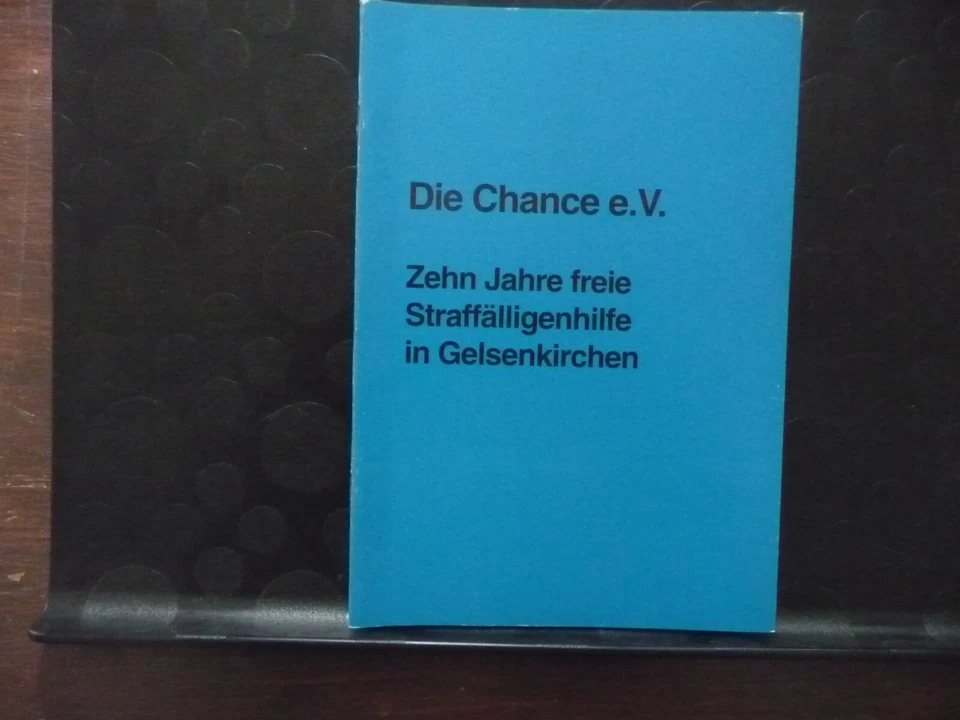 Die Chance e.V.
Zehn Jahre freie
Straffälligenhilfe
in Gelsenkirchen